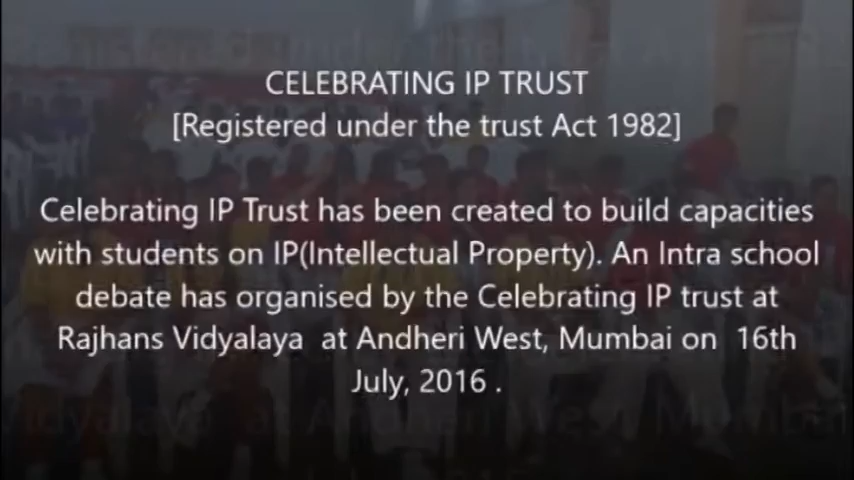 CELEBRATING IP TRUST
[Registered under the trust Act 1982]
Celebrating IP Trust has been created to build capacities
with students on IP(Intellectual Property). An Intra school
debate has organised by the Celebrating IP trust at
Rajhans Vidyalaya at Andheri West, Mumbai on 16th
July, 2016 .